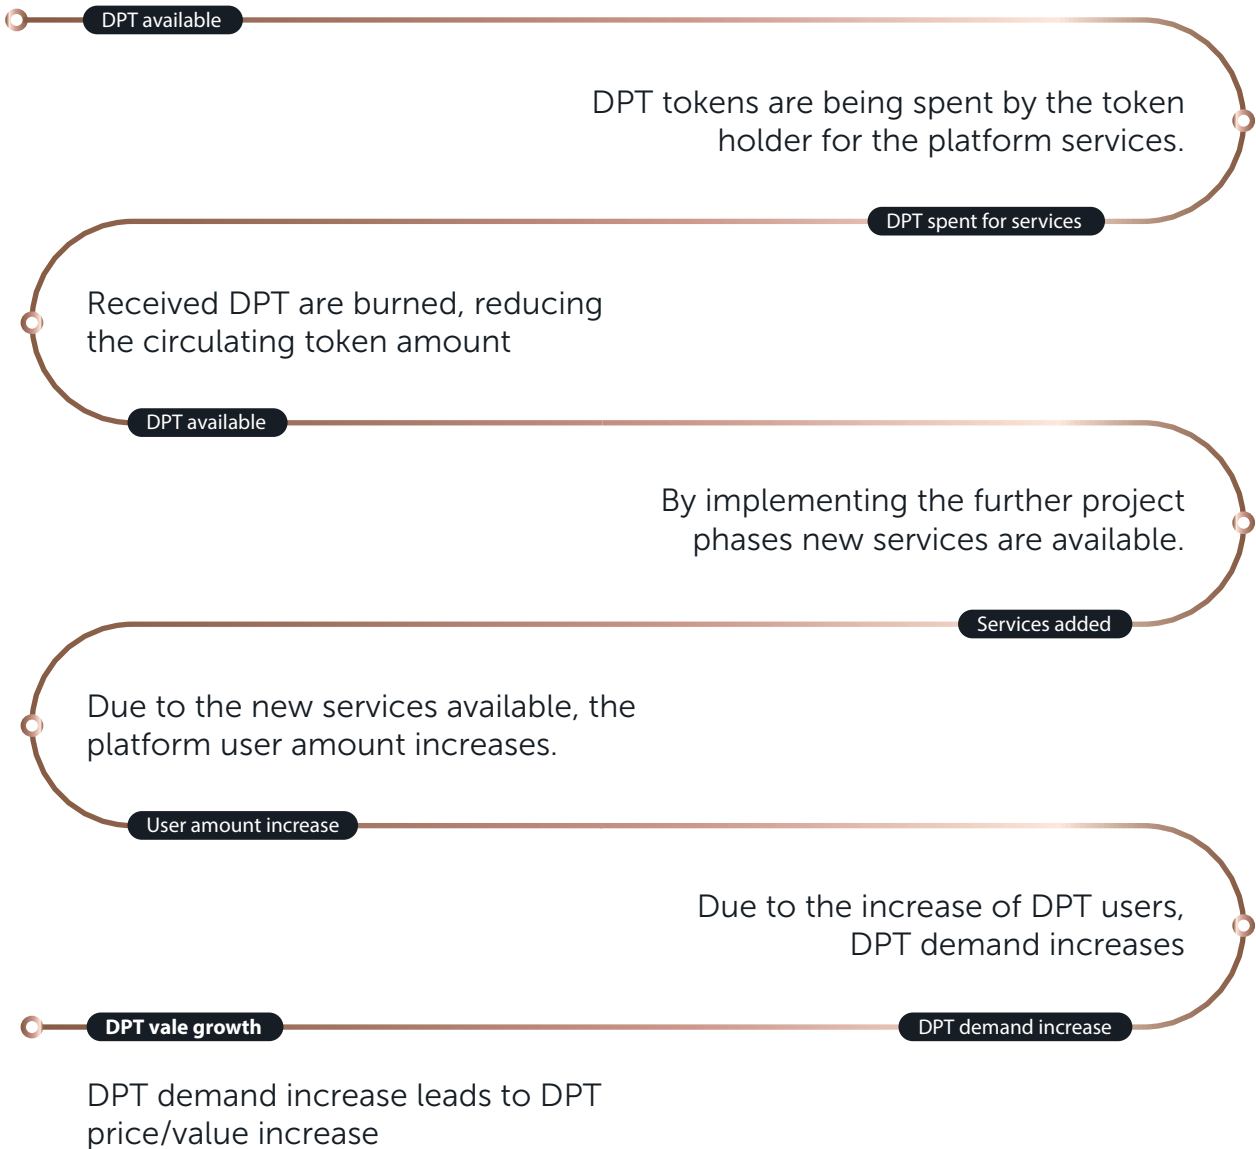 DPT available
DPT tokens are being spent by the token
holder for the platform services.
DPT spent for services
Received DPT are burned, reducing
the circulating token amount
DPT available
By implementing the further project
phases new services are available.
Services added
Due to the new services available, the
platform user amount increases.
User amount increase
Due to the increase of DPT users,
DPT demand increases
DPT demand increase
DPT vale growth
DPT demand increase leads to DPT
price/value increase